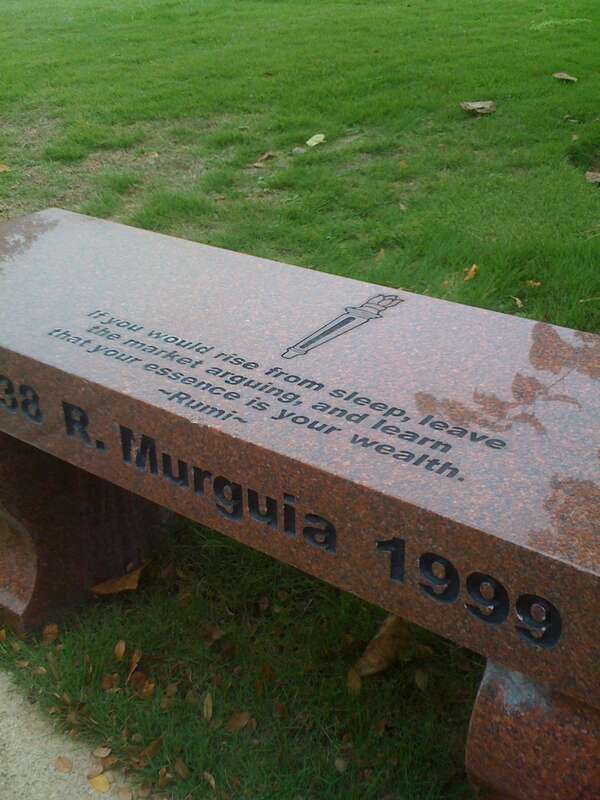 If you would rise from sleep, leave
the market arguing, and learn
that your essence is your wealth.
~Rumi~
38 R. Murguia 1999